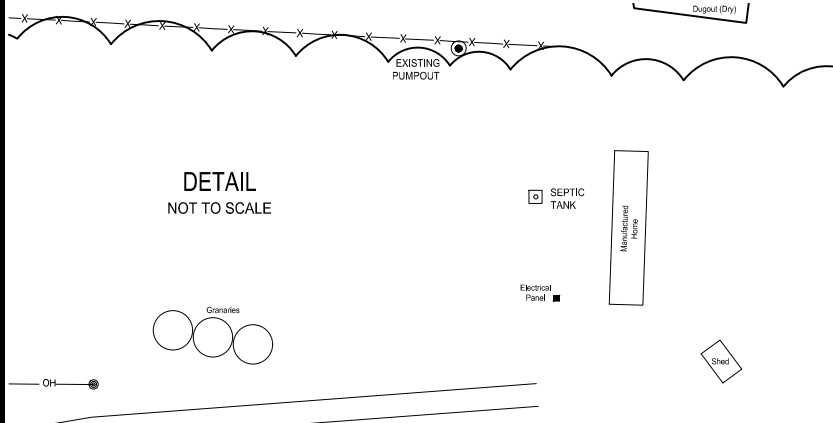 Dugout (Dry)
X X X X X X X X X X X X X X X X
EXISTING
PUMPOUT
DETAIL
NOT TO SCALE
SEPTIC
TANK
Manufactured
Home
Electrical
Panel
Granaries
Shed
OH